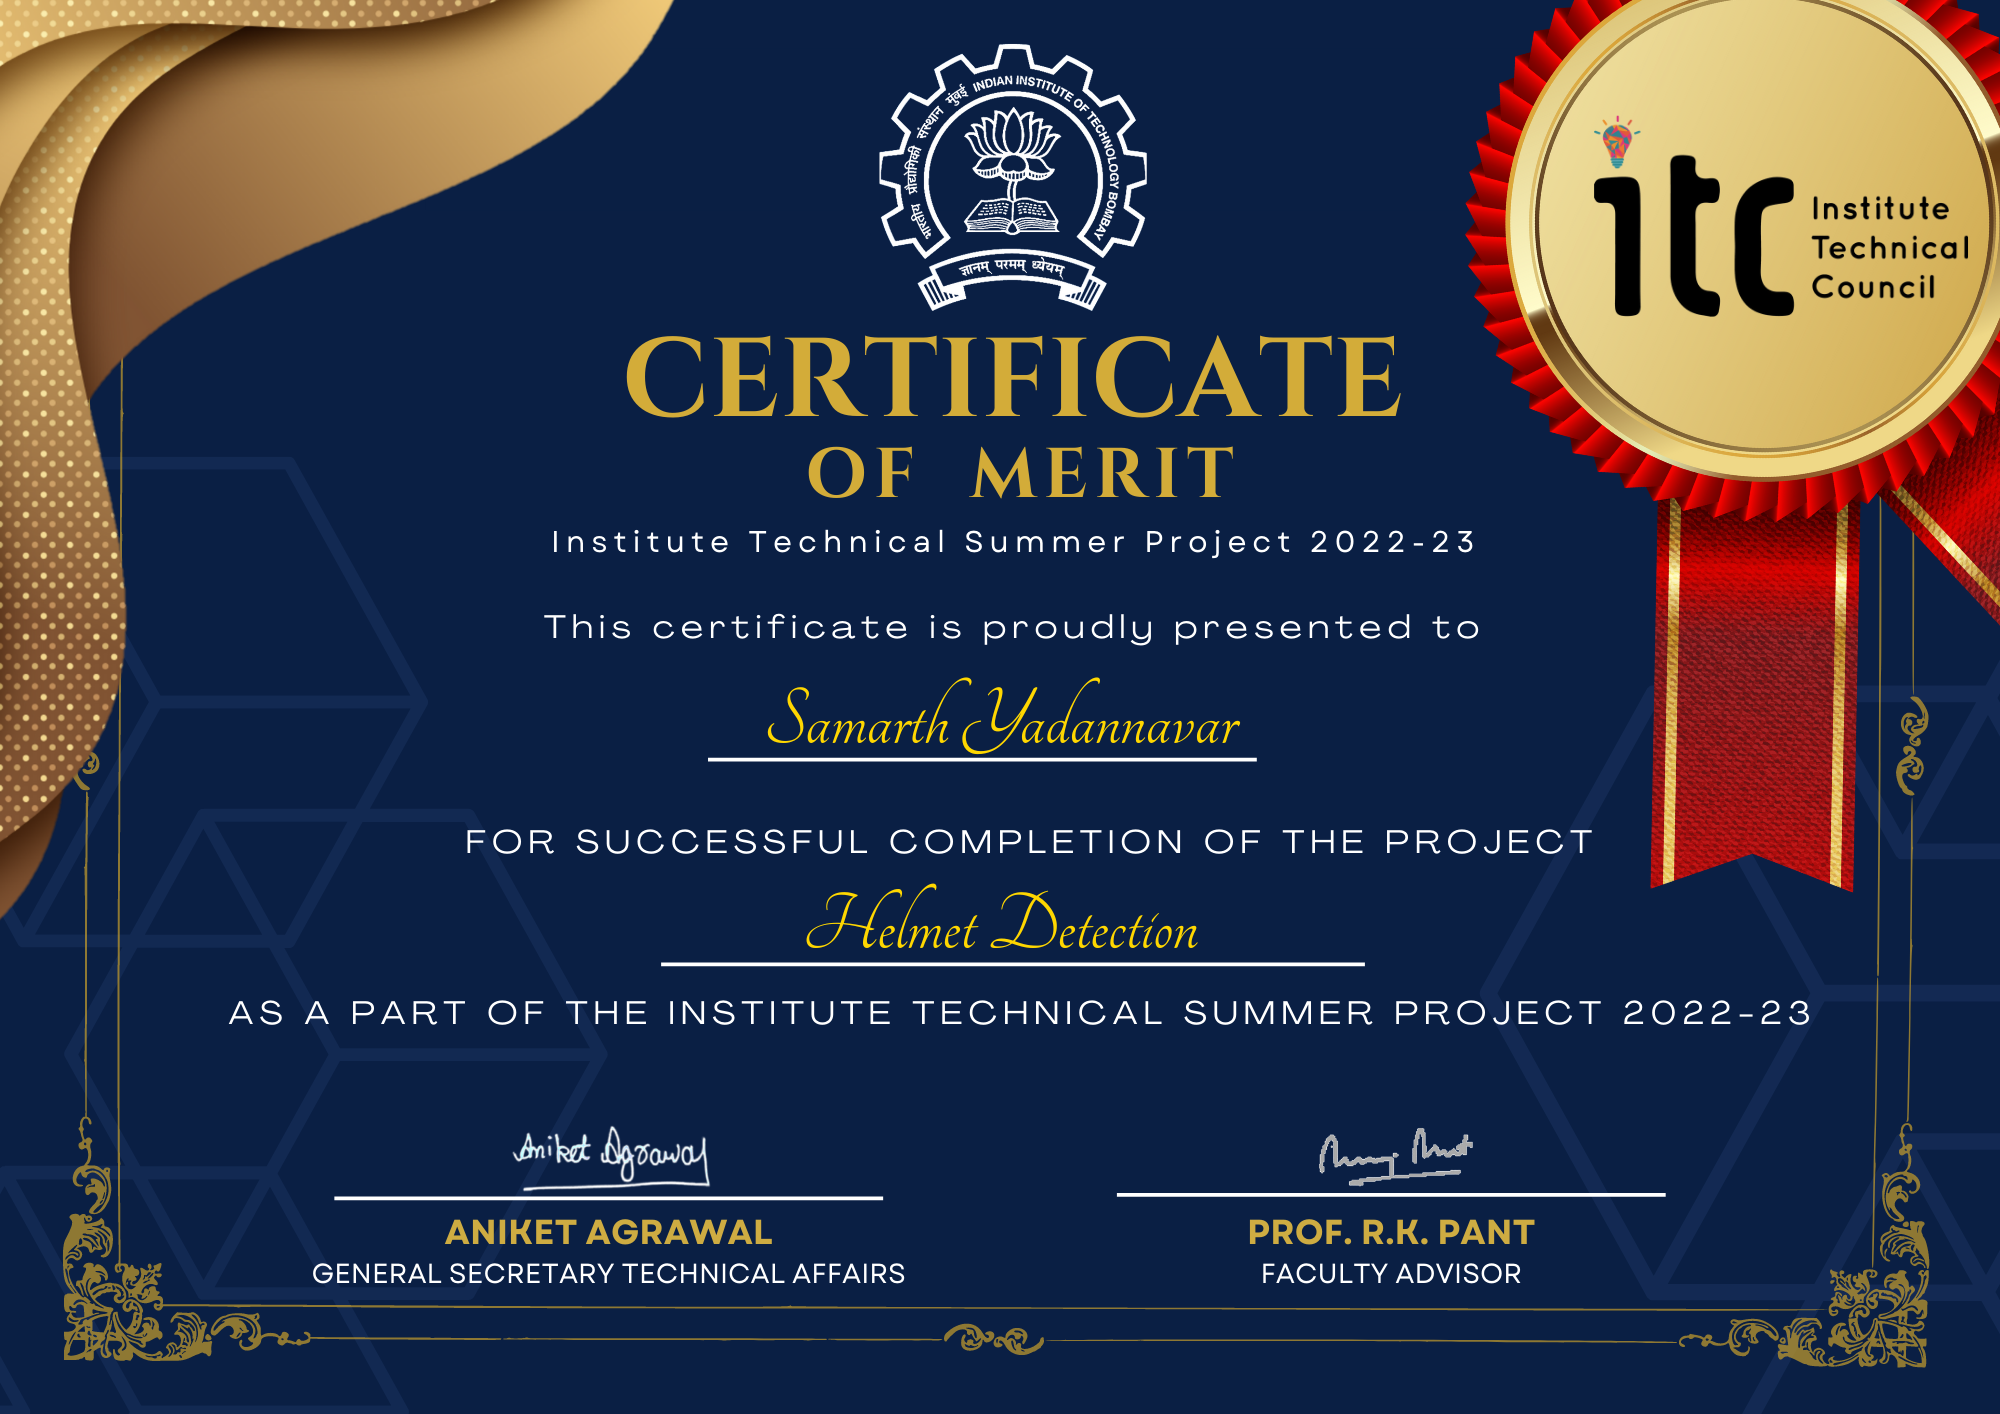 भारतीय प्रौद्योगिकी संस्थान मुंबई INDIAN INSTITUTE OF TECHNOLOGY BOMBAY
ज्ञानम् परमम् ध्येयम्
itc
Institute
Technical
Council
CERTIFICATE
OF MERIT
Institute Technical Summer Project 2022-23
This certificate is proudly presented to
Samarth Yadannavar
FOR SUCCESSFUL COMPLETION OF THE PROJECT
Helmet Detection
AS A PART OF THE INSTITUTE TECHNICAL SUMMER PROJECT 2022-23
Aniket Agrawal
ANIKET AGRAWAL
GENERAL SECRETARY TECHNICAL AFFAIRS
PROF. R.K. PANT
FACULTY ADVISOR